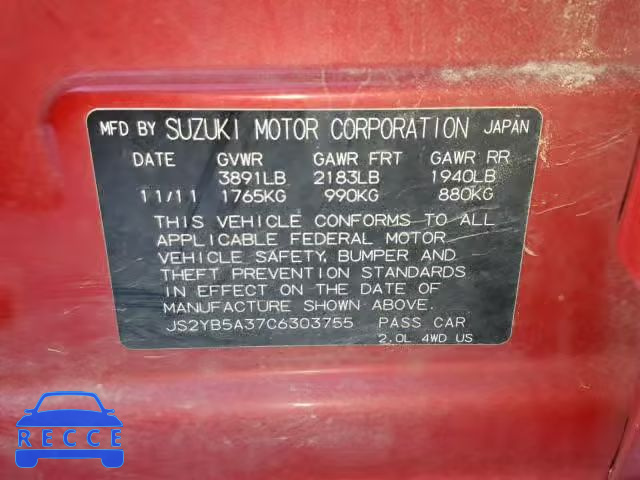 MFD BY SUZUKI MOTOR CORPORATION JAPAN
DATE GVWR GAWR FRT GAWR RR
3891LB 2183LB 1940LB
11/11 1765KG 990KG 880KG
THIS VEHICLE CONFORMS TO ALL
APPLICABLE FEDERAL MOTOR
VEHICLE SAFETY, BUMPER AND
THEFT PREVENTION STANDARDS
IN EFFECT ON THE DATE OF
MANUFACTURE SHOWN ABOVE.
JS2YB5A37C6303755 PASS CAR
2.0L 4WD US
RECCE